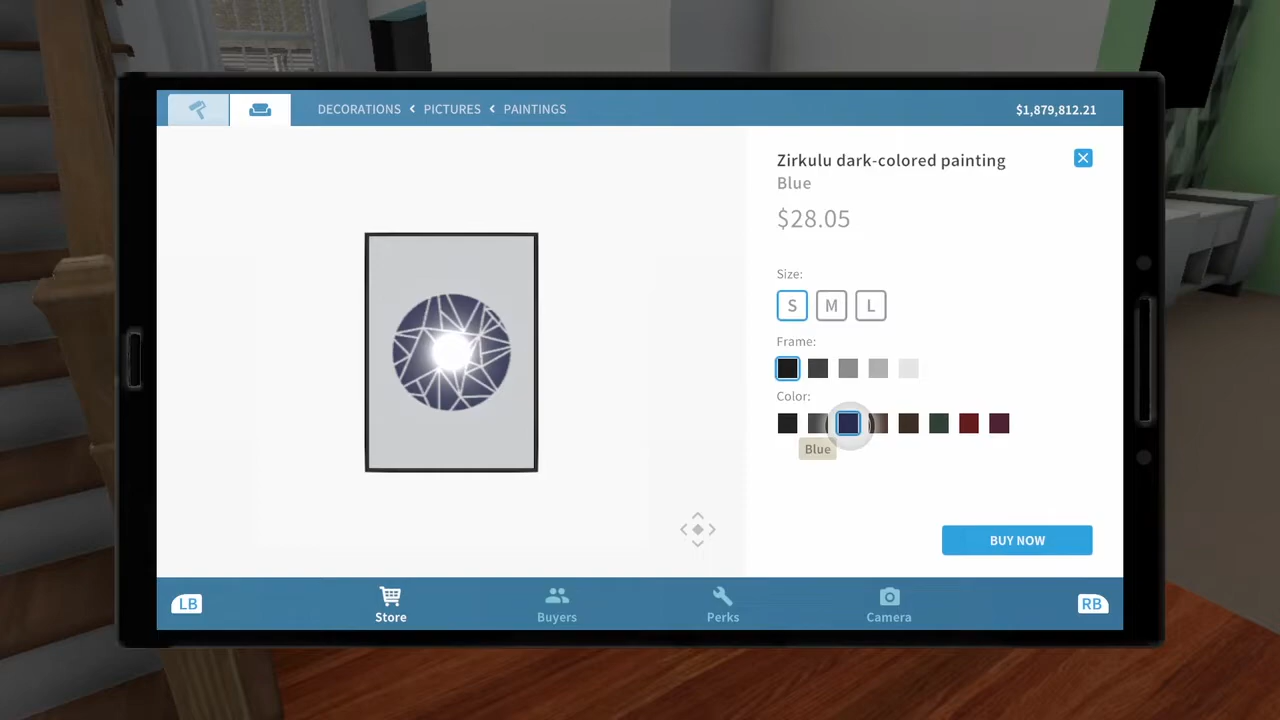 DECORATIONS < PICTURES < PAINTINGS
$1,879,812.21
Zirkulu dark-colored painting
Blue
$28.05
Size:
S M L
Frame:
Color:
Blue
BUY NOW
LB
Store
Buyers
Perks
Camera
RB